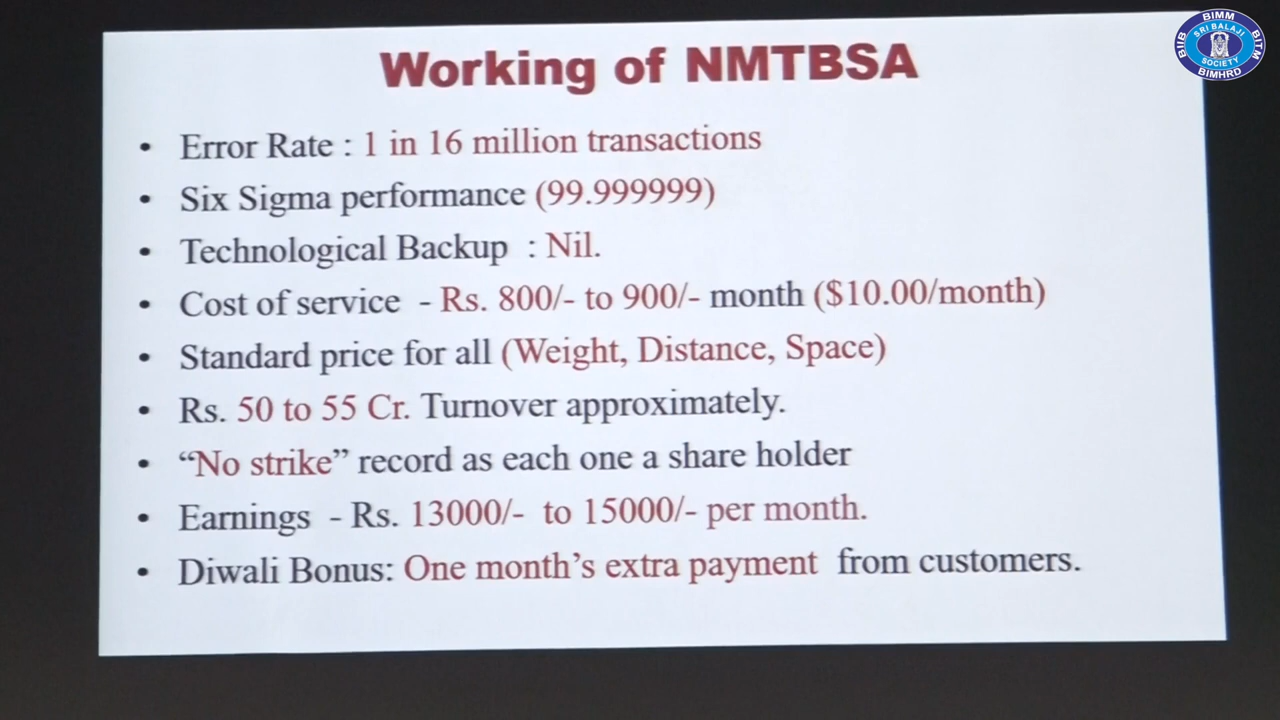 Working of NMTBSA
• Error Rate : 1 in 16 million transactions
• Six Sigma performance (99.999999)
• Technological Backup : Nil.
• Cost of service - Rs. 800/- to 900/- month ($10.00/month)
• Standard price for all (Weight, Distance, Space)
• Rs. 50 to 55 Cr. Turnover approximately.
• “No strike” record as each one a share holder
• Earnings - Rs. 13000/- to 15000/- per month.
• Diwali Bonus: One month’s extra payment from customers.
BIMM
BIIB
SRI BALAJI
SOCIETY
BITM
BIMHRD